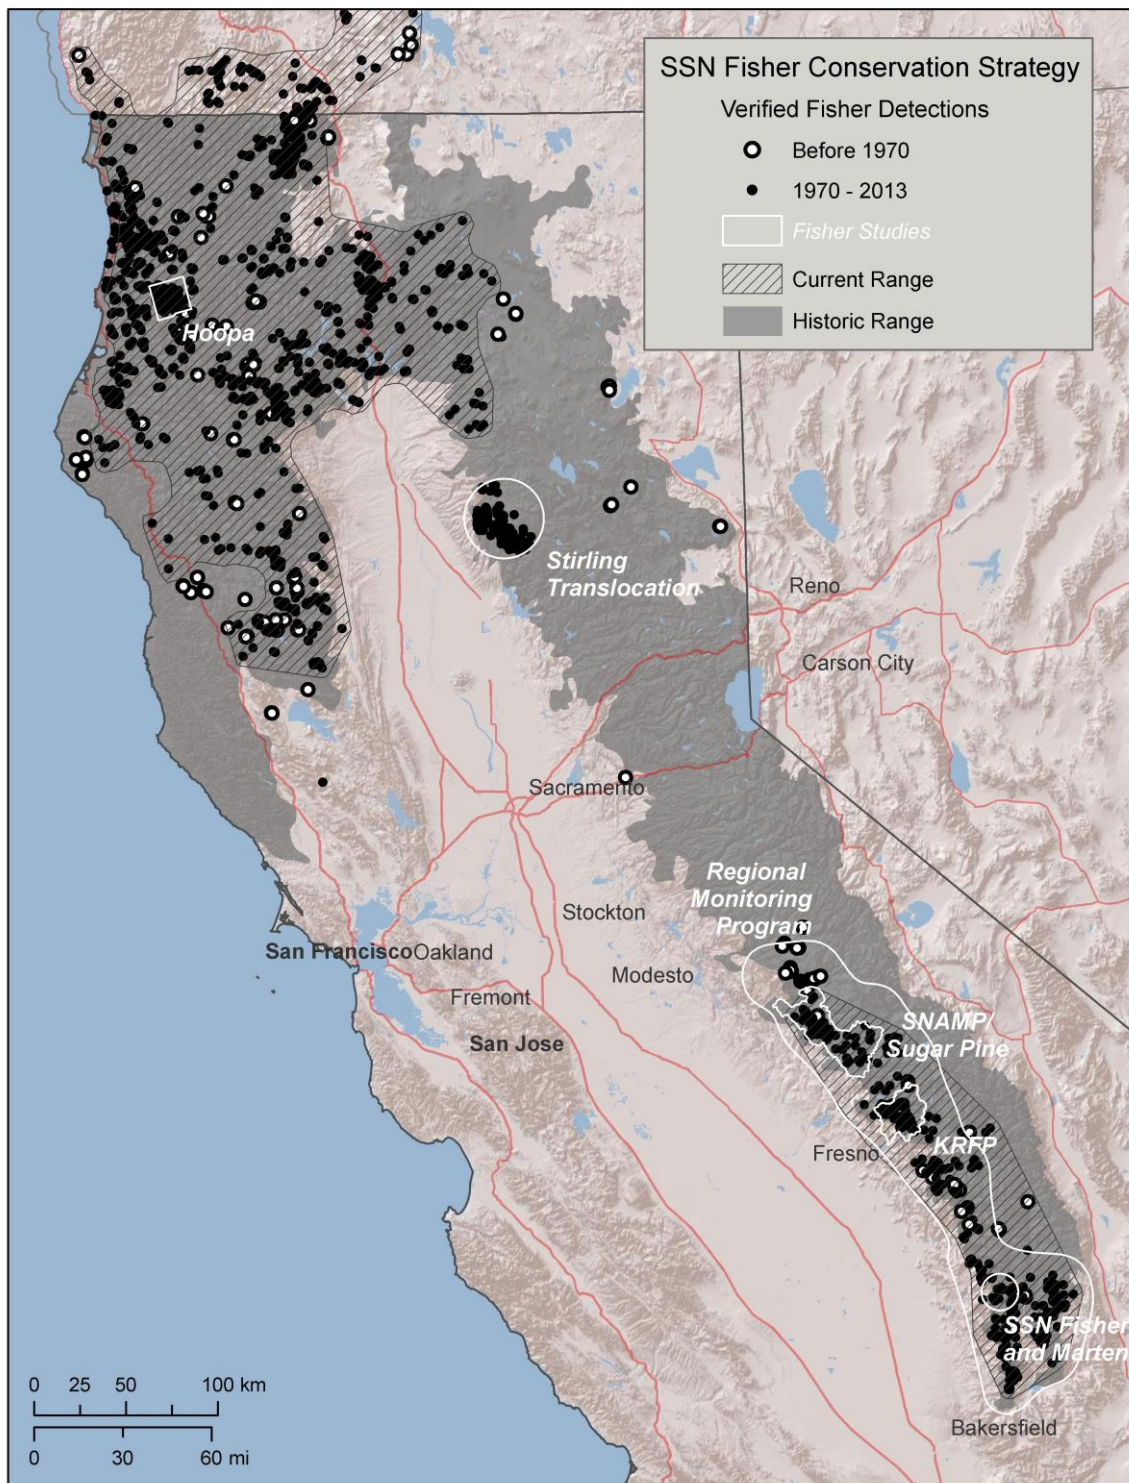 SSN Fisher Conservation Strategy
Verified Fisher Detections
Before 1970
1970 - 2013
Fisher Studies
Current Range
Historic Range
Hoopa
Stirling
Translocation
Reno
Carson City
Sacramento
Regional
Monitoring
Program
Stockton
San Francisco
Oakland
Modesto
Fremont
San Jose
SNAMP/
Sugar Pine
Fresno
KRFP
SSN Fisher
and Marten
Bakersfield
0 25 50 100 km
0 30 60 mi